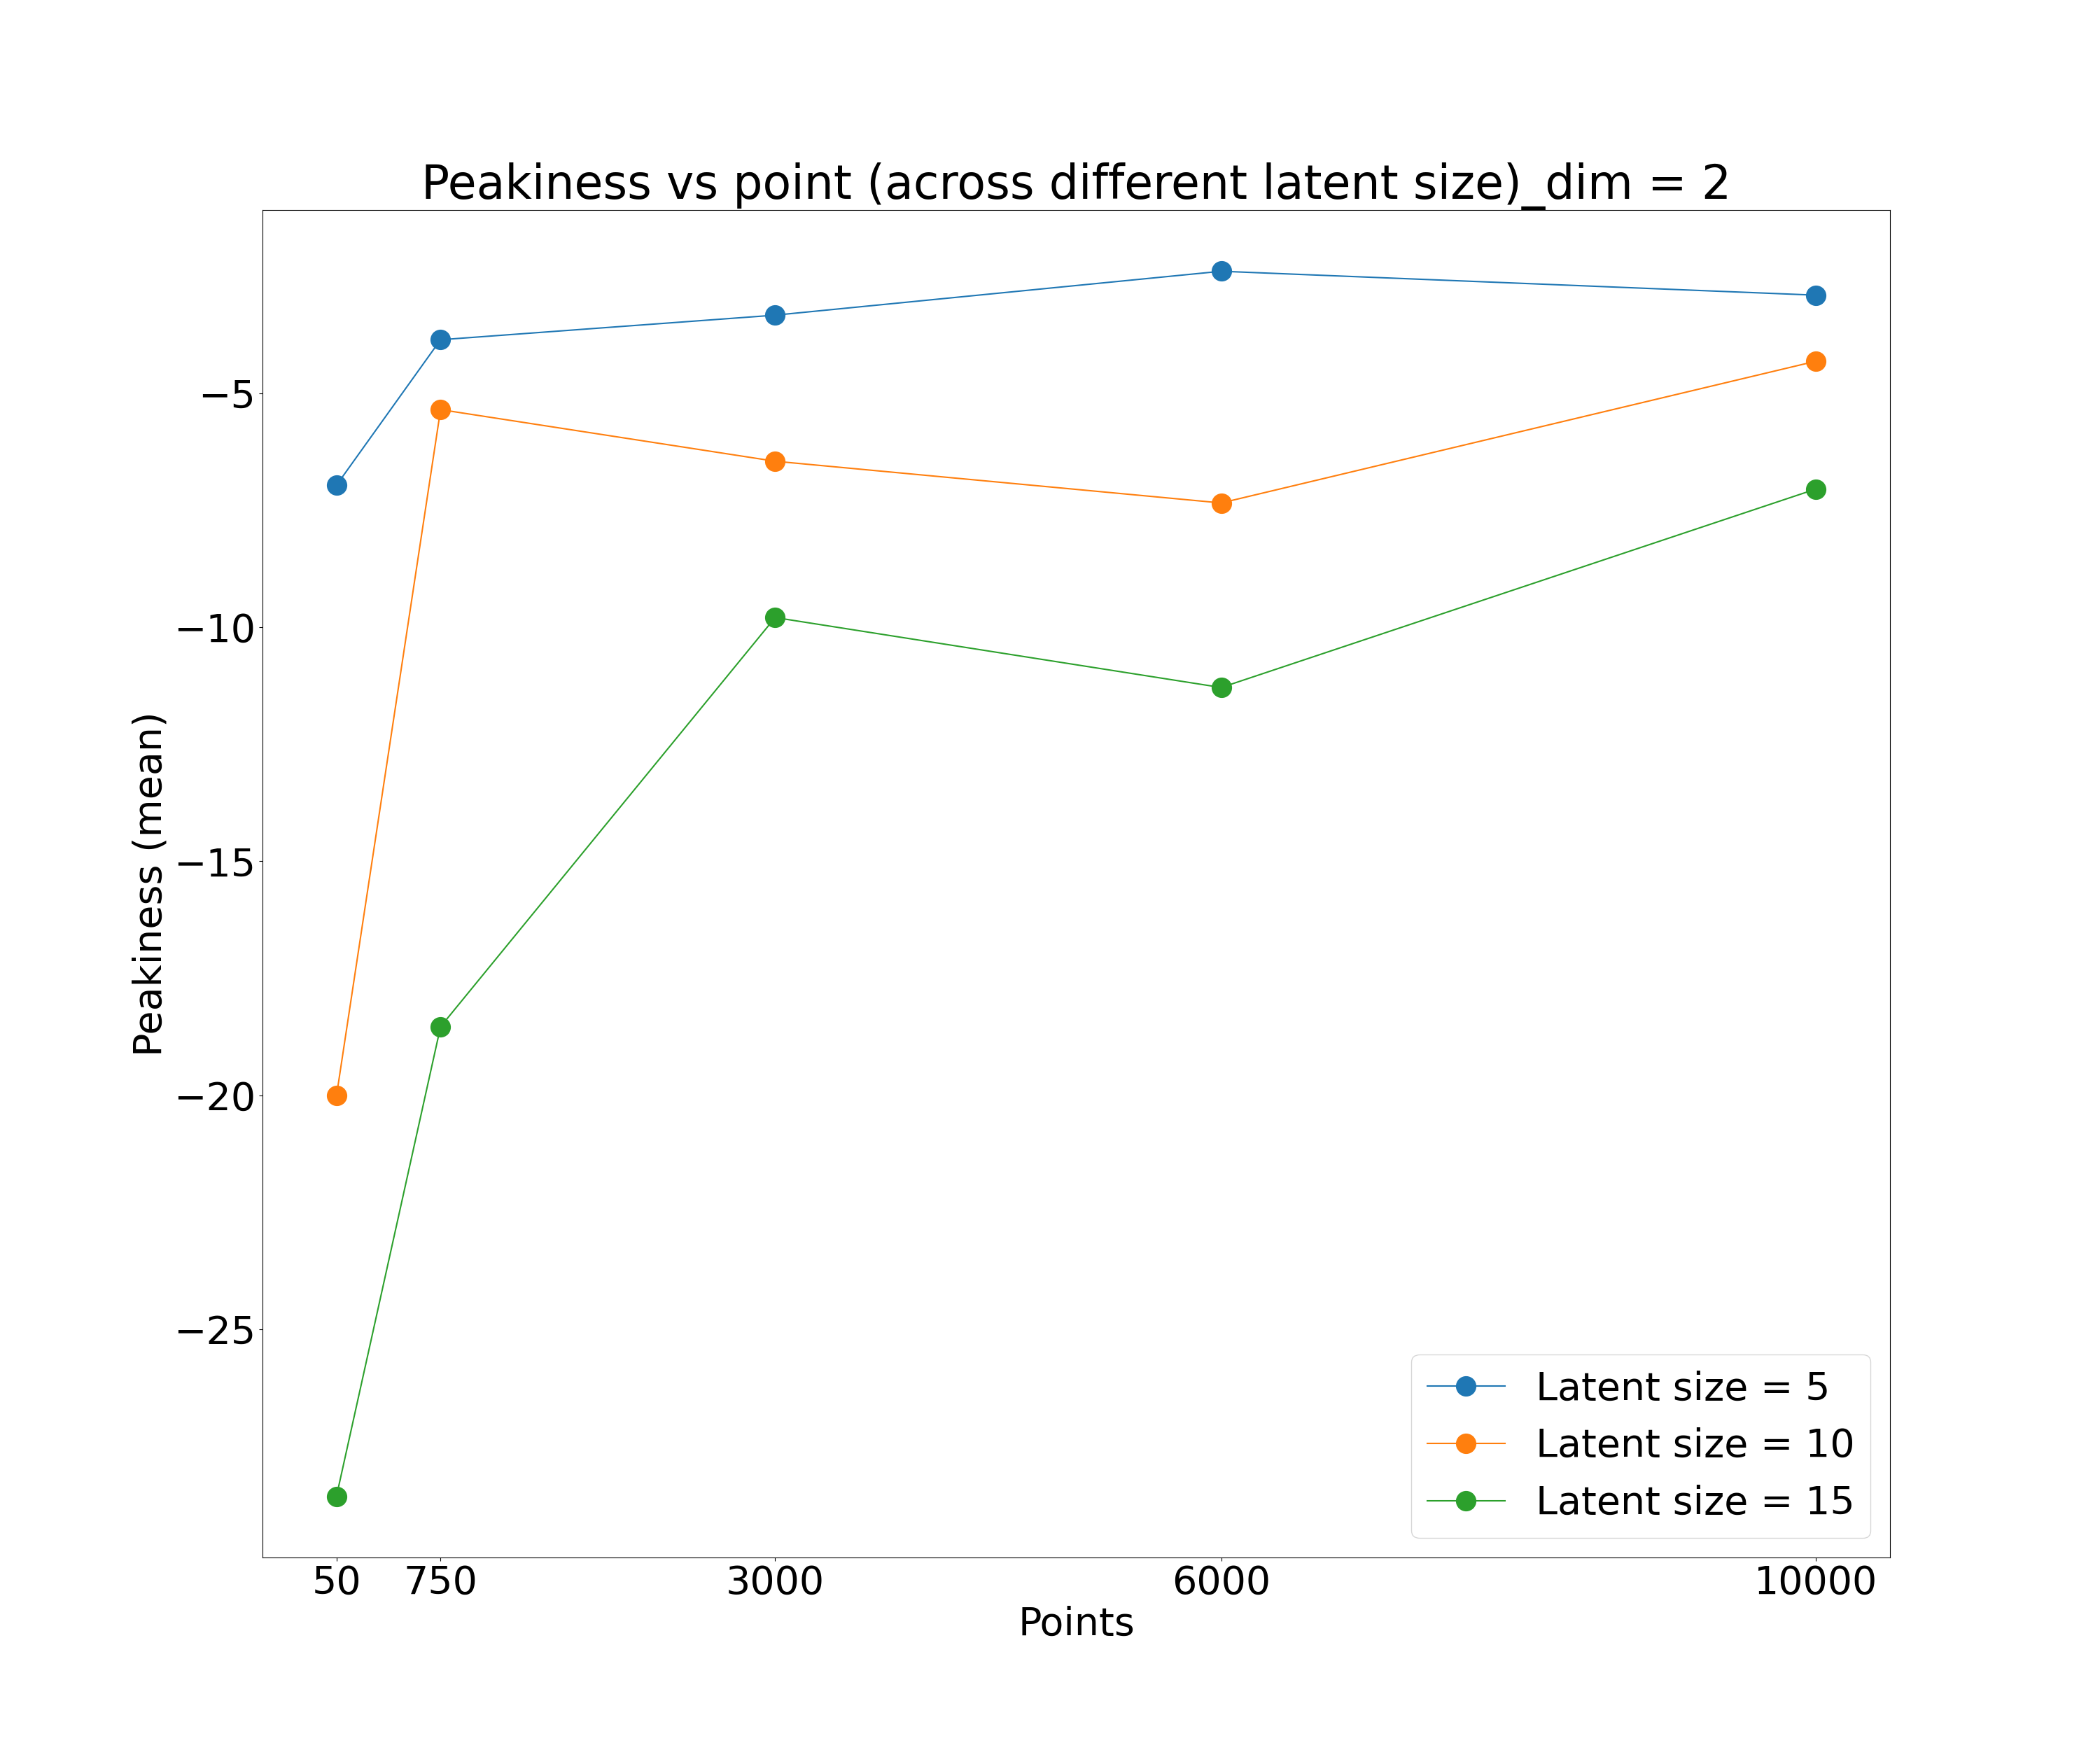 Peakiness vs point (across different latent size)_dim = 2
Peakiness (mean)
−5
−10
−15
−20
−25
Latent size = 5
Latent size = 10
Latent size = 15
50 750 3000 6000 10000
Points